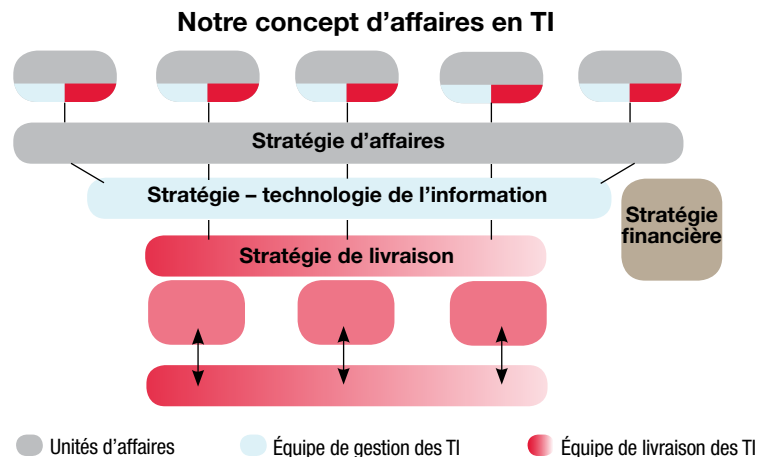 Notre concept d’affaires en TI
Stratégie d’affaires
Stratégie – technologie de l’information
Stratégie
financière
Stratégie de livraison
Unités d’affaires
Équipe de gestion des TI
Équipe de livraison des TI